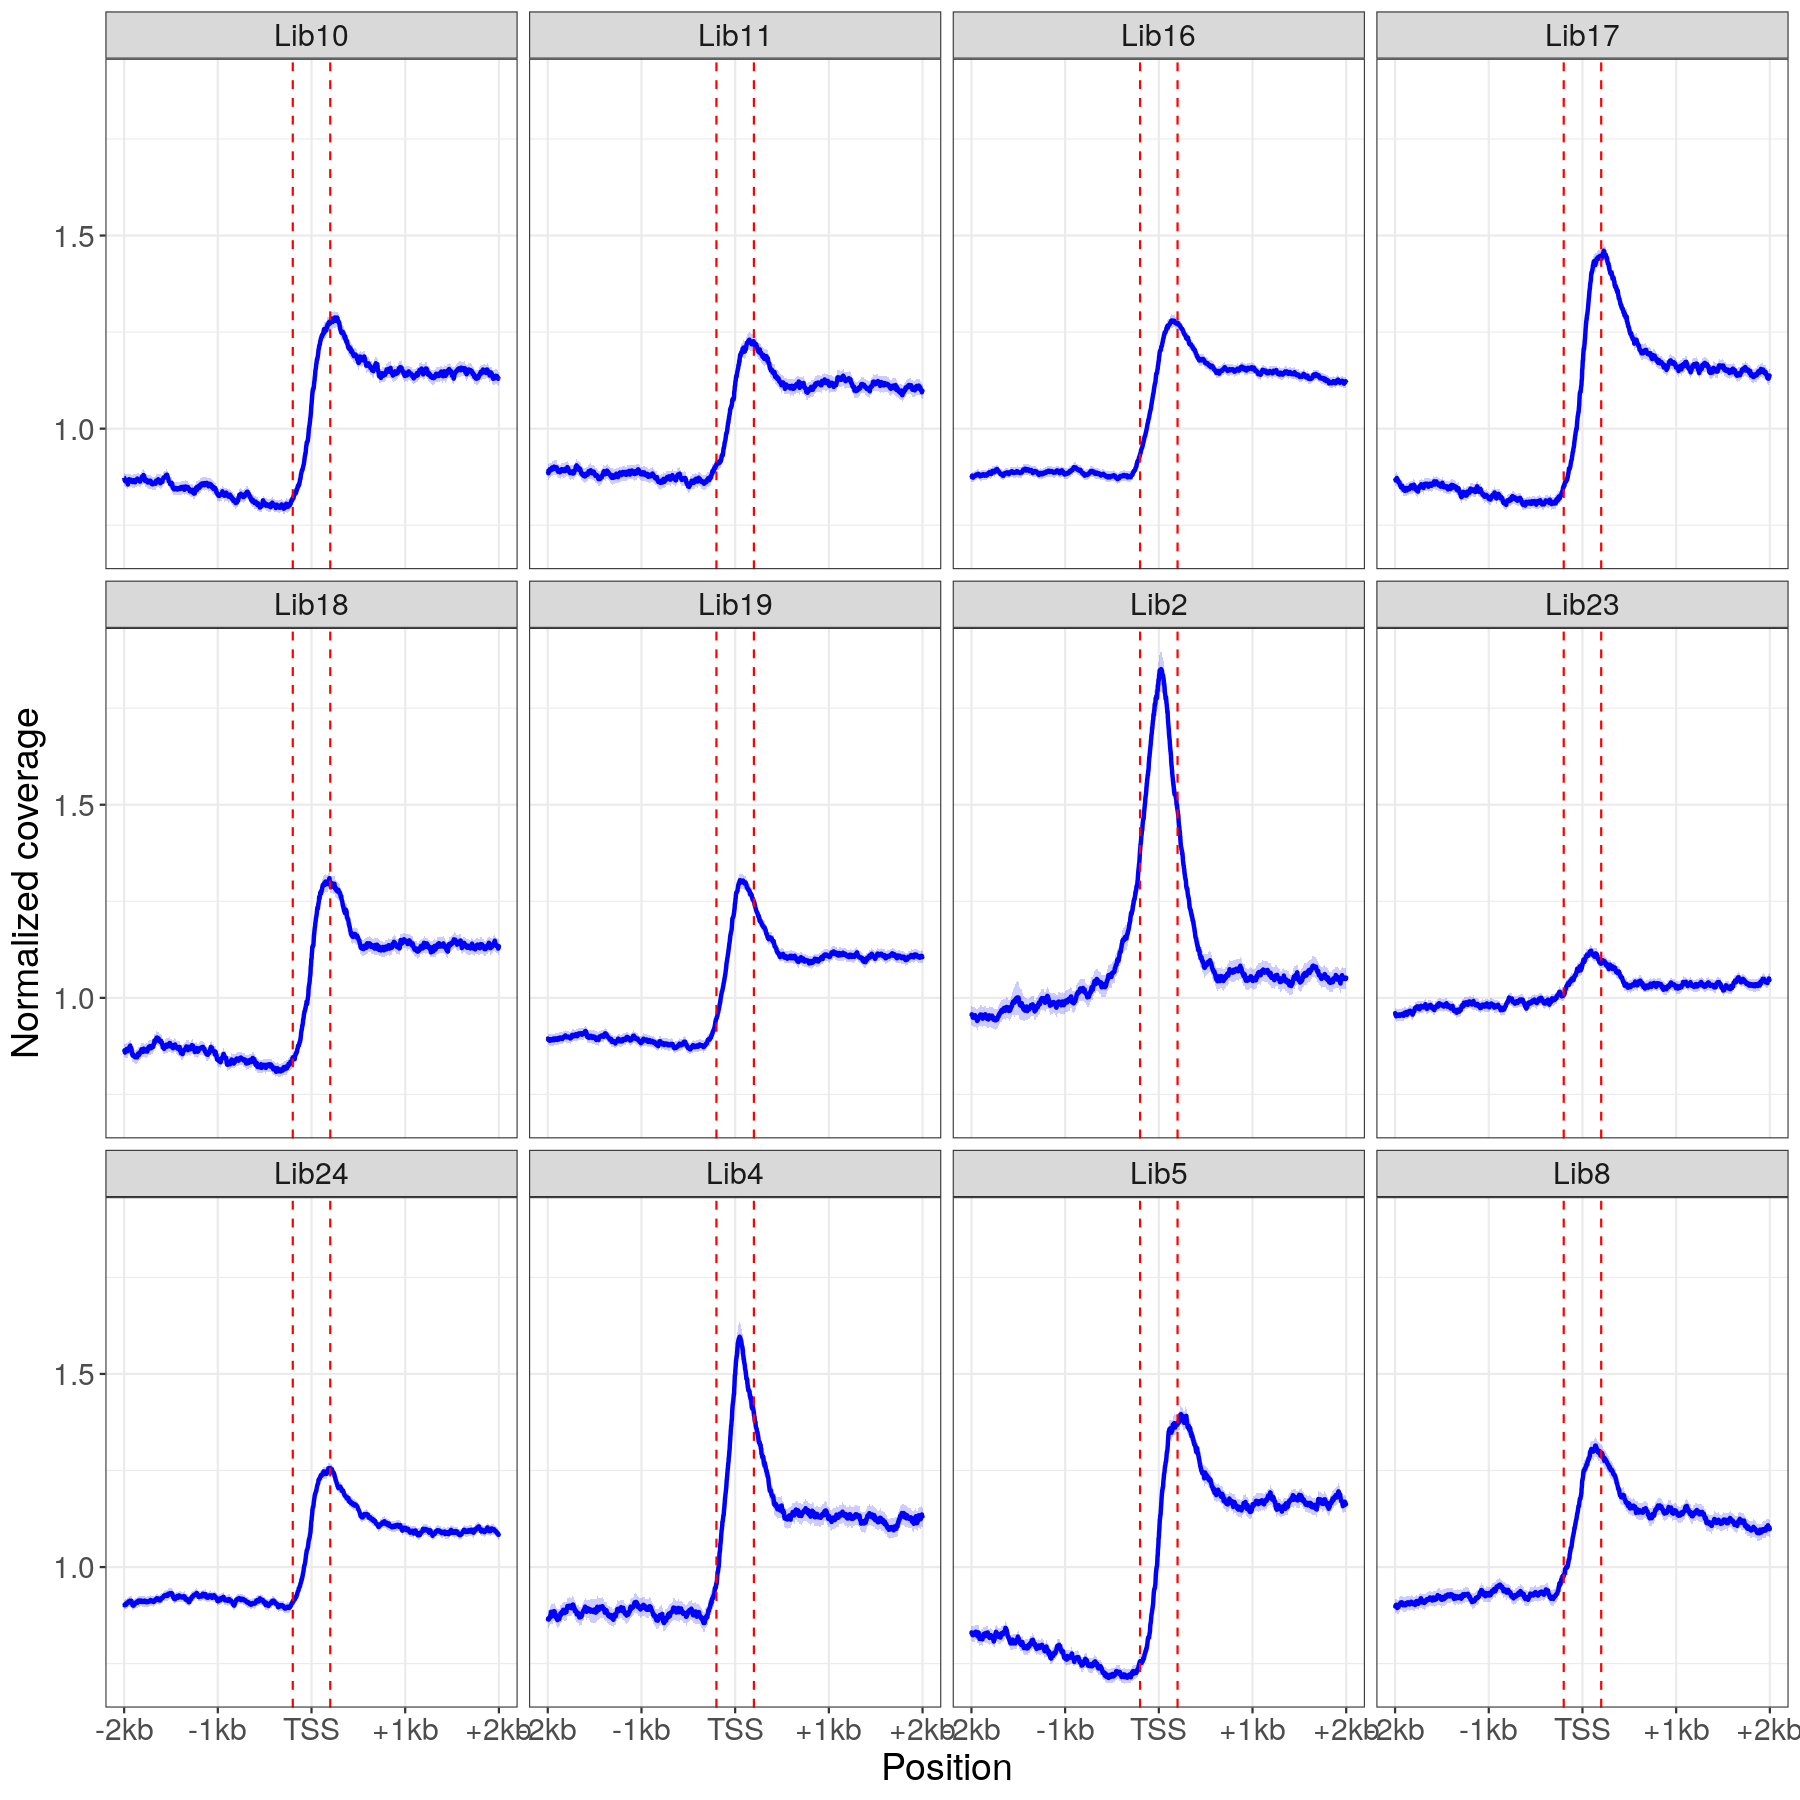 Lib10 Lib11 Lib16 Lib17
1.5
1.0
Lib18 Lib19 Lib2 Lib23
1.5
1.0
Normalized coverage
Lib24 Lib4 Lib5 Lib8
1.5
1.0
-2kb -1kb TSS +1kb +2kb -2kb -1kb TSS +1kb +2kb -2kb -1kb TSS +1kb +2kb -2kb -1kb TSS +1kb +2kb
Position